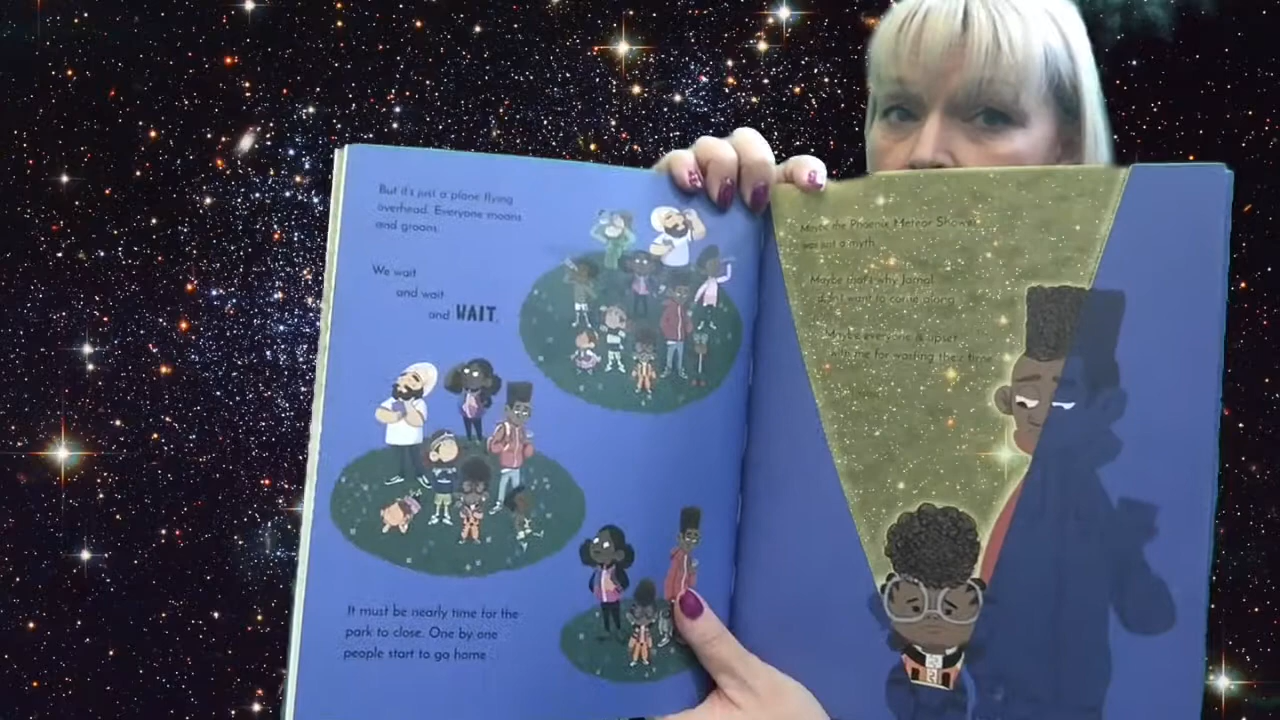 But it's just a plane flying
overhead. Everyone moans
and groans.
We wait
and wait
and WAIT.
It must be nearly time for the
park to close. One by one
people start to go home
Maybe the Phoenix Meteor Shower
was just a myth.
Maybe that's why Jamal
didn't want to come along
Maybe everyone is upset
with me for wasting their time